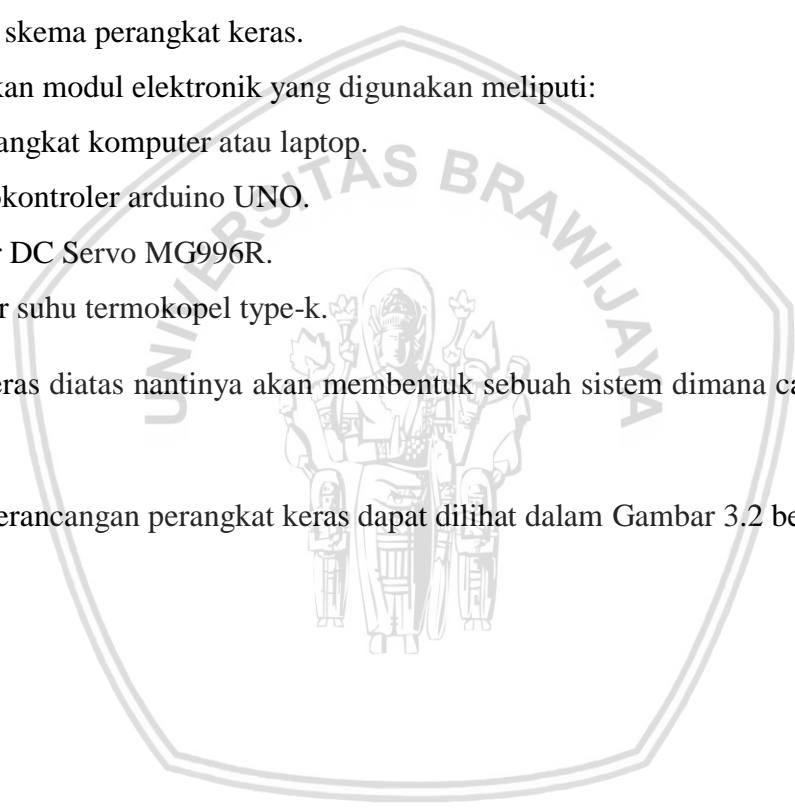 skema perangkat keras.
kan modul elektronik yang digunakan meliputi:
angkat komputer atau laptop.
okontroler arduino UNO.
r DC Servo MG996R.
r suhu termokopel type-k.
eras diatas nantinya akan membentuk sebuah sistem dimana ca
erancangan perangkat keras dapat dilihat dalam Gambar 3.2 be
UNIVERSITAS BRAWIJAYA